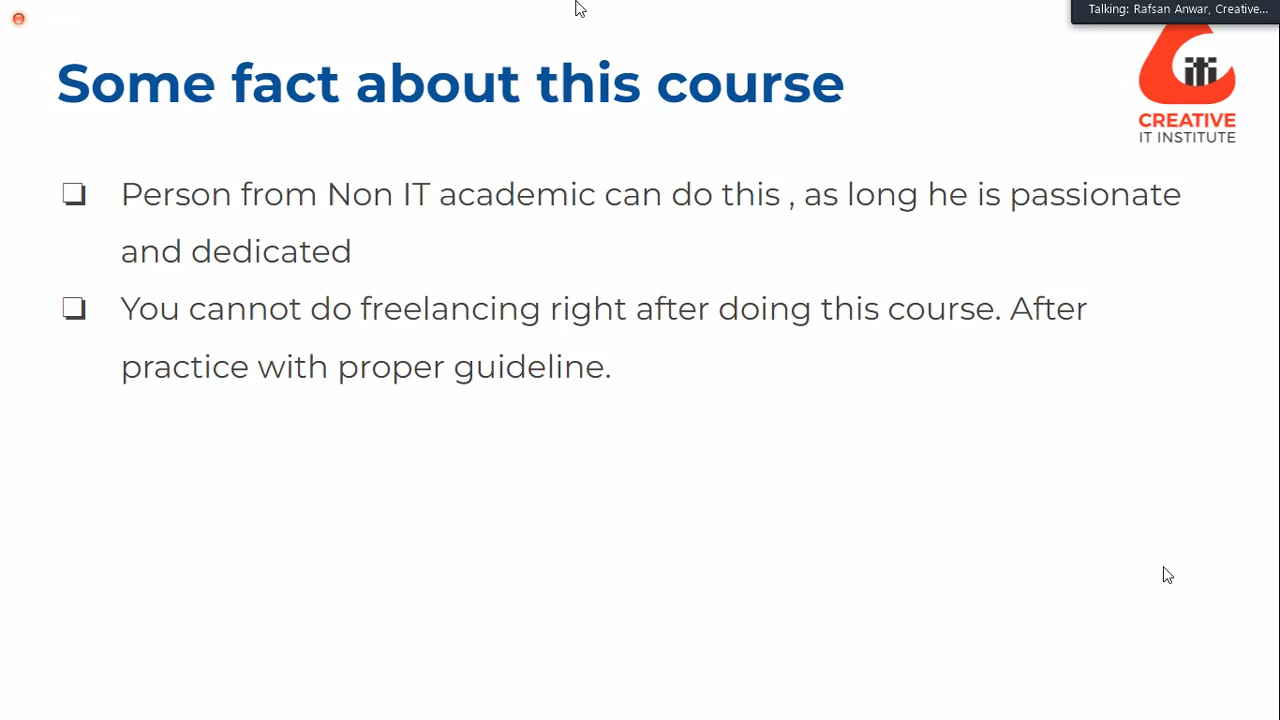 Talking: Rafsan Anwar, Creative...
Some fact about this course
iti
CREATIVE
IT INSTITUTE
❏ Person from Non IT academic can do this , as long he is passionate
and dedicated
❏ You cannot do freelancing right after doing this course. After
practice with proper guideline.